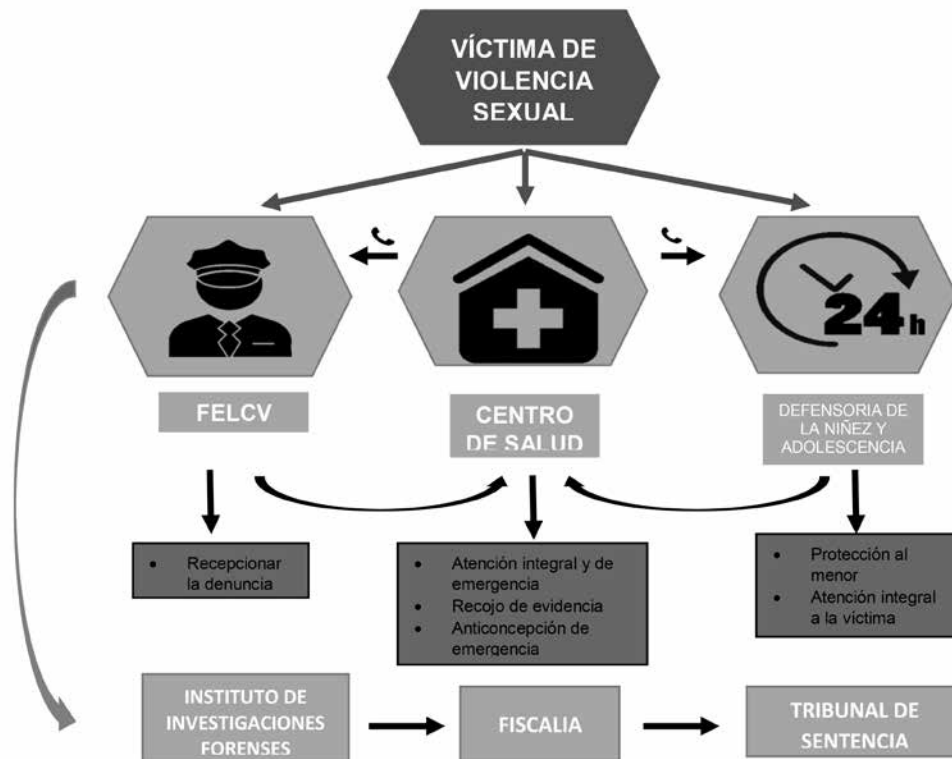 VÍCTIMA DE
VIOLENCIA
SEXUAL
24h
FELCV
CENTRO
DE SALUD
DEFENSORIA DE
LA NIÑEZ Y
ADOLESCENCIA
• Recepcionar
la denuncia
• Atención integral y de
emergencia
• Recojo de evidencia
• Anticoncepción de
emergencia
• Protección al
menor
• Atención integral
a la víctima
INSTITUTO DE
INVESTIGACIONES
FORENSES
FISCALIA
TRIBUNAL DE
SENTENCIA